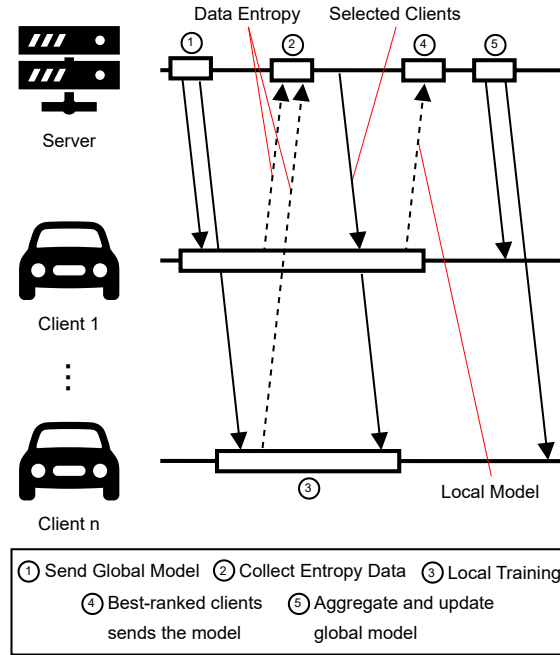 Data Entropy
Selected Clients
1
2
4
5
Server
Client 1
Client n
3
Local Model
1 Send Global Model 2 Collect Entropy Data 3 Local Training
4 Best-ranked clients 5 Aggregate and update
sends the model global model